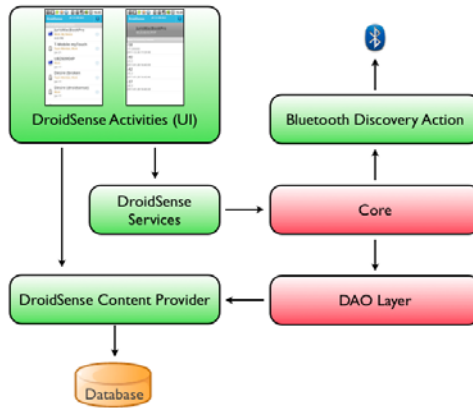 DroidSense Activities (UI)
Bluetooth Discovery Action
DroidSense
Services
Core
DroidSense Content Provider
DAO Layer
Database